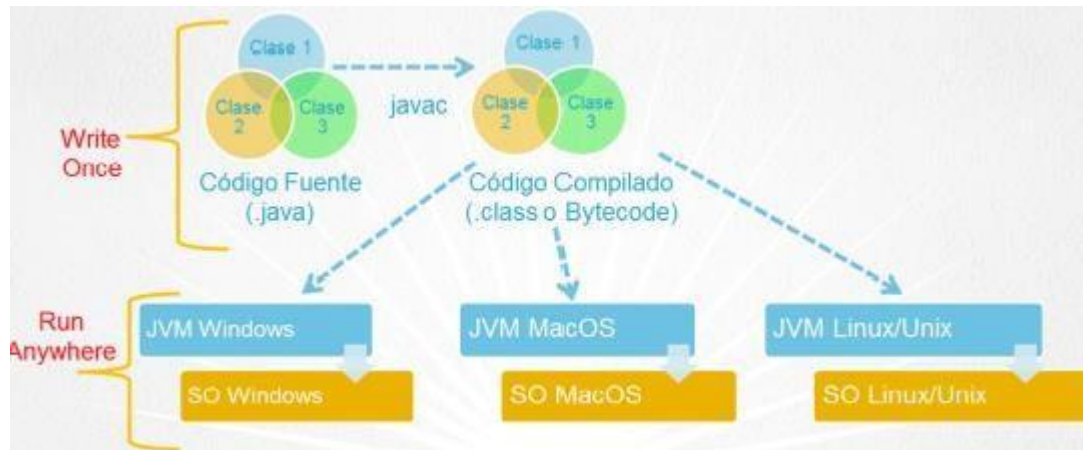 Clase 1
Clase
2
Clase
3
javac
Clase 1
Clase
2
Clase
3
Write
Once
Código Fuente
(.java)
Código Compilado
(.class o Bytecode)
Run
Anywhere
JVM Windows
JVM MacOS
JVM Linux/Unix
SO Windows
SO MacOS
SO Linux/Unix